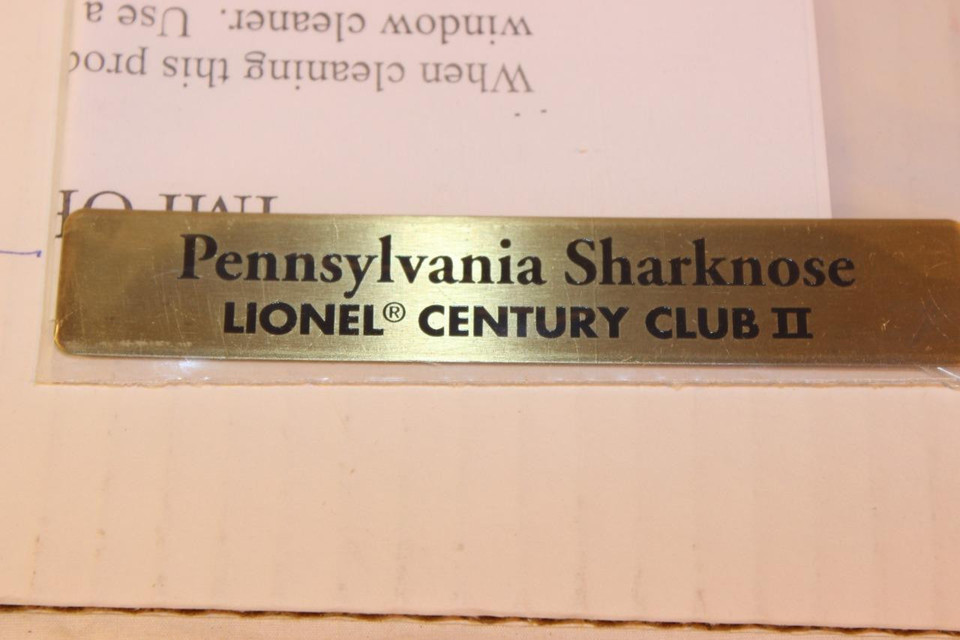 Pennsylvania Sharknose
LIONEL® CENTURY CLUB II
When cleaning this
window cleaner. Use a